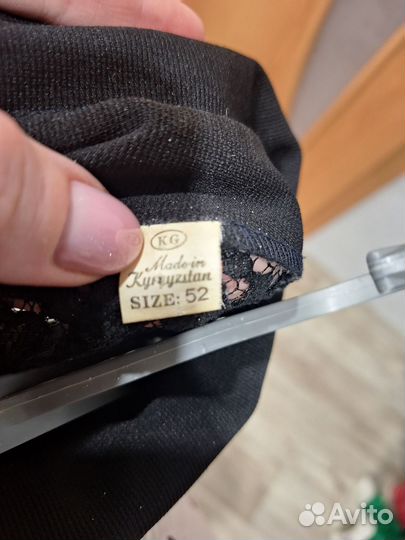 KG
Made in
Kyrgyzstan
SIZE: 52
Avito